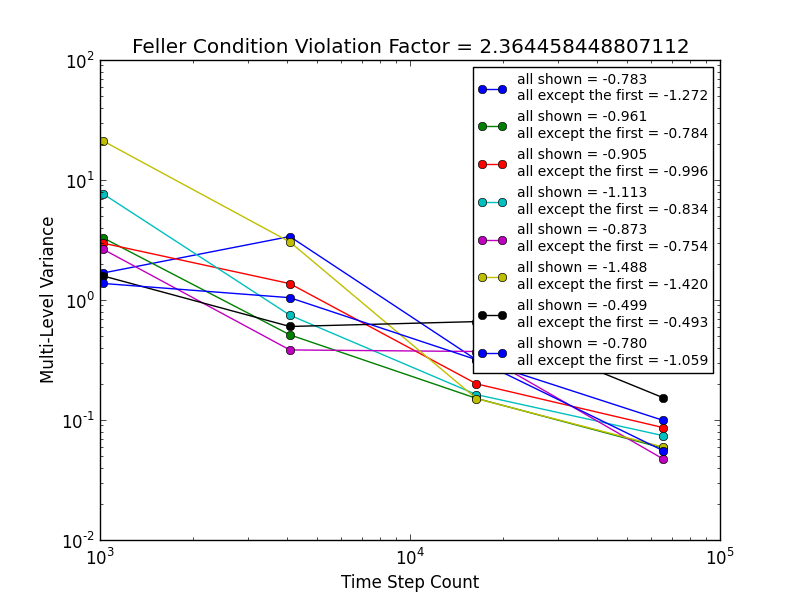 Feller Condition Violation Factor = 2.364458448807112
Multi-Level Variance
10^2
10^1
10^0
10^-1
10^-2
all shown = -0.783
all except the first = -1.272
all shown = -0.961
all except the first = -0.784
all shown = -0.905
all except the first = -0.996
all shown = -1.113
all except the first = -0.834
all shown = -0.873
all except the first = -0.754
all shown = -1.488
all except the first = -1.420
all shown = -0.499
all except the first = -0.493
all shown = -0.780
all except the first = -1.059
10^3
10^4
10^5
Time Step Count